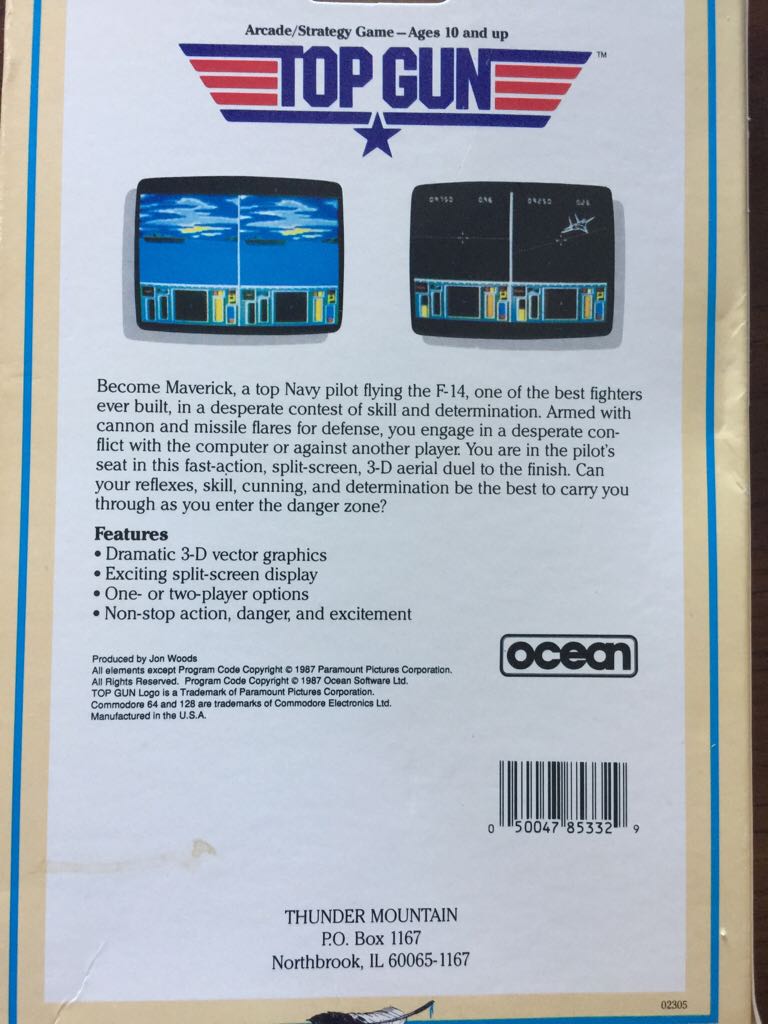 Arcade/Strategy Game—Ages 10 and up
TOP GUN™
Become Maverick, a top Navy pilot flying the F-14, one of the best fighters
ever built, in a desperate contest of skill and determination. Armed with
cannon and missile flares for defense, you engage in a desperate con-
flict with the computer or against another player. You are in the pilot's
seat in this fast-action, split-screen, 3-D aerial duel to the finish. Can
your reflexes, skill, cunning, and determination be the best to carry you
through as you enter the danger zone?
Features
• Dramatic 3-D vector graphics
• Exciting split-screen display
• One- or two-player options
• Non-stop action, danger, and excitement
ocean
Produced by Jon Woods
All elements except Program Code Copyright © 1987 Paramount Pictures Corporation.
All Rights Reserved. Program Code Copyright © 1987 Ocean Software Ltd.
TOP GUN Logo is a Trademark of Paramount Pictures Corporation.
Commodore 64 and 128 are trademarks of Commodore Electronics Ltd.
Manufactured in the U.S.A.
0 50047 85332 9
THUNDER MOUNTAIN
P.O. Box 1167
Northbrook, IL 60065-1167
02305